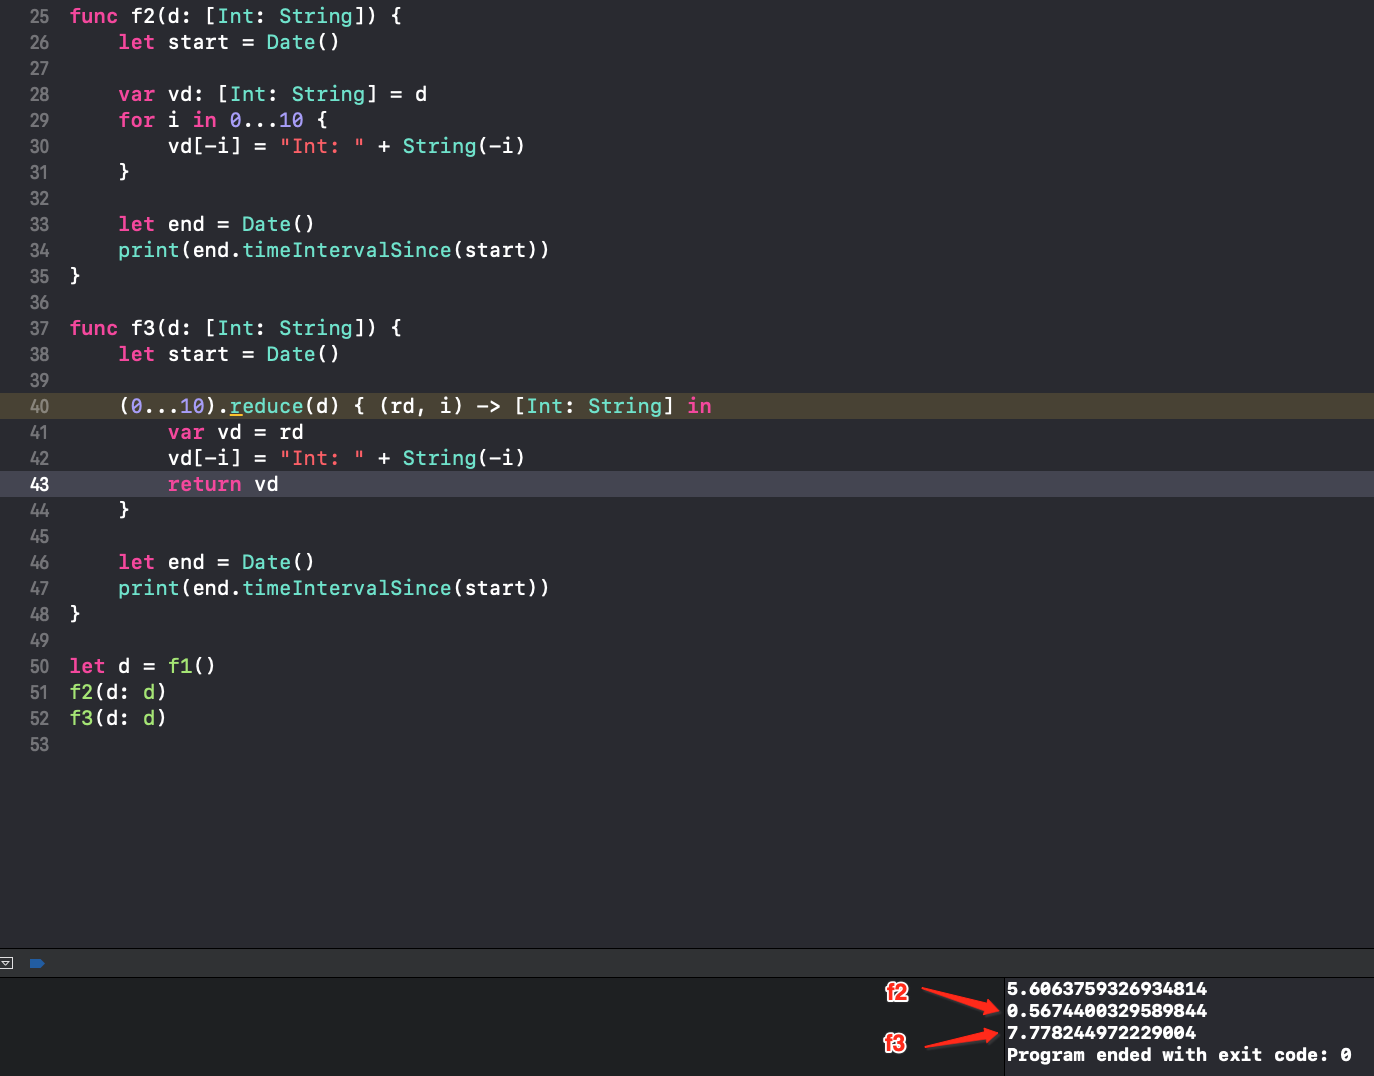 25 func f2(d: [Int: String]) {
26     let start = Date()
27
28     var vd: [Int: String] = d
29     for i in 0...10 {
30         vd[-i] = "Int: " + String(-i)
31     }
32
33     let end = Date()
34     print(end.timeIntervalSince(start))
35 }
36
37 func f3(d: [Int: String]) {
38     let start = Date()
39
40     (0...10).reduce(d) { (rd, i) -> [Int: String] in
41         var vd = rd
42         vd[-i] = "Int: " + String(-i)
43         return vd
44     }
45
46     let end = Date()
47     print(end.timeIntervalSince(start))
48 }
49
50 let d = f1()
51 f2(d: d)
52 f3(d: d)
53
5.6063759326934814
f2
0.5674400329589844
7.778244972229004
f3
Program ended with exit code: 0